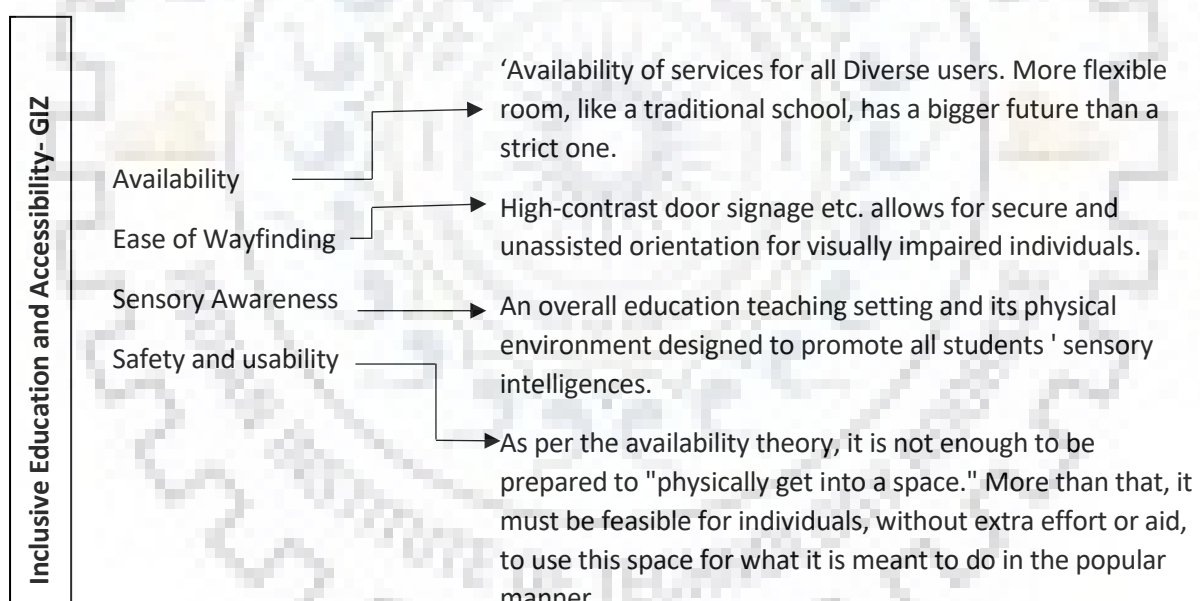 Inclusive Education and Accessibility- GIZ
Availability
Ease of Wayfinding
Sensory Awareness
Safety and usability
‘Availability of services for all Diverse users. More flexible
room, like a traditional school, has a bigger future than a
strict one.
High-contrast door signage etc. allows for secure and
unassisted orientation for visually impaired individuals.
An overall education teaching setting and its physical
environment designed to promote all students ' sensory
intelligences.
As per the availability theory, it is not enough to be
prepared to "physically get into a space." More than that, it
must be feasible for individuals, without extra effort or aid,
to use this space for what it is meant to do in the popular
manner